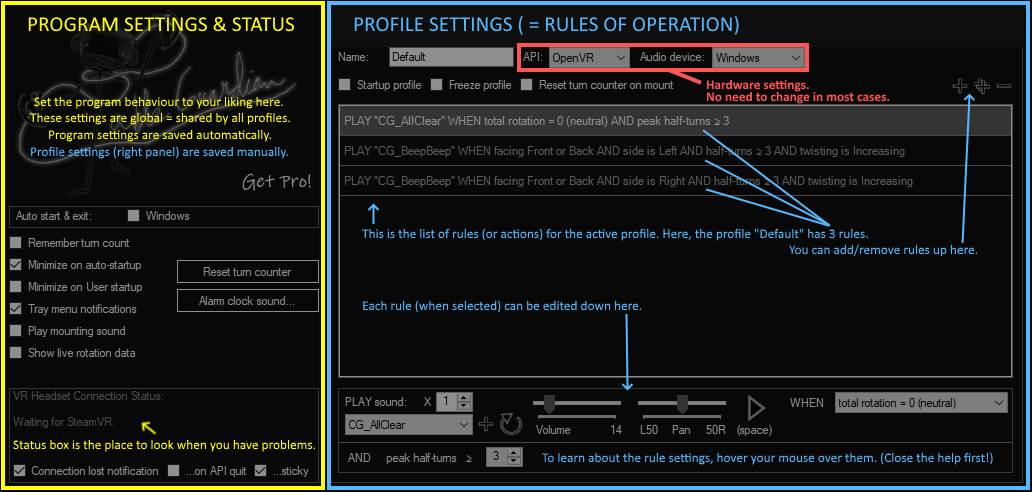 PROGRAM SETTINGS & STATUS
Set the program behaviour to your liking here.
These settings are global = shared by all profiles.
Program settings are saved automatically.
Profile settings (right panel) are saved manually.
Get Pro!
Auto start & exit:
Windows
Remember turn count
Minimize on auto-startup
Minimize on User startup
Tray menu notifications
Play mounting sound
Show live rotation data
Reset turn counter
Alarm clock sound...
VR Headset Connection Status:
Waiting for SteamVR.
Status box is the place to look when you have problems.
Connection lost notification
...on API quit
...sticky
PROFILE SETTINGS ( = RULES OF OPERATION)
Name: Default
API: OpenVR
Audio device: Windows
Startup profile
Freeze profile
Reset turn counter on mount
Hardware settings.
No need to change in most cases.
PLAY "CG_AllClear" WHEN total rotation = 0 (neutral) AND peak half-turns ≥ 3
PLAY "CG_BeepBeep" WHEN facing Front or Back AND side is Left AND half-turns ≥ 3 AND twisting is Increasing
PLAY "CG_BeepBeep" WHEN facing Front or Back AND side is Right AND half-turns ≥ 3 AND twisting is Increasing
This is the list of rules (or actions) for the active profile. Here, the profile "Default" has 3 rules.
You can add/remove rules up here.
Each rule (when selected) can be edited down here.
PLAY sound: X 1
CG_AllClear
Volume 14
L50 Pan 50R
(space)
WHEN total rotation = 0 (neutral)
AND peak half-turns ≥ 3
To learn about the rule settings, hover your mouse over them. (Close the help first!)